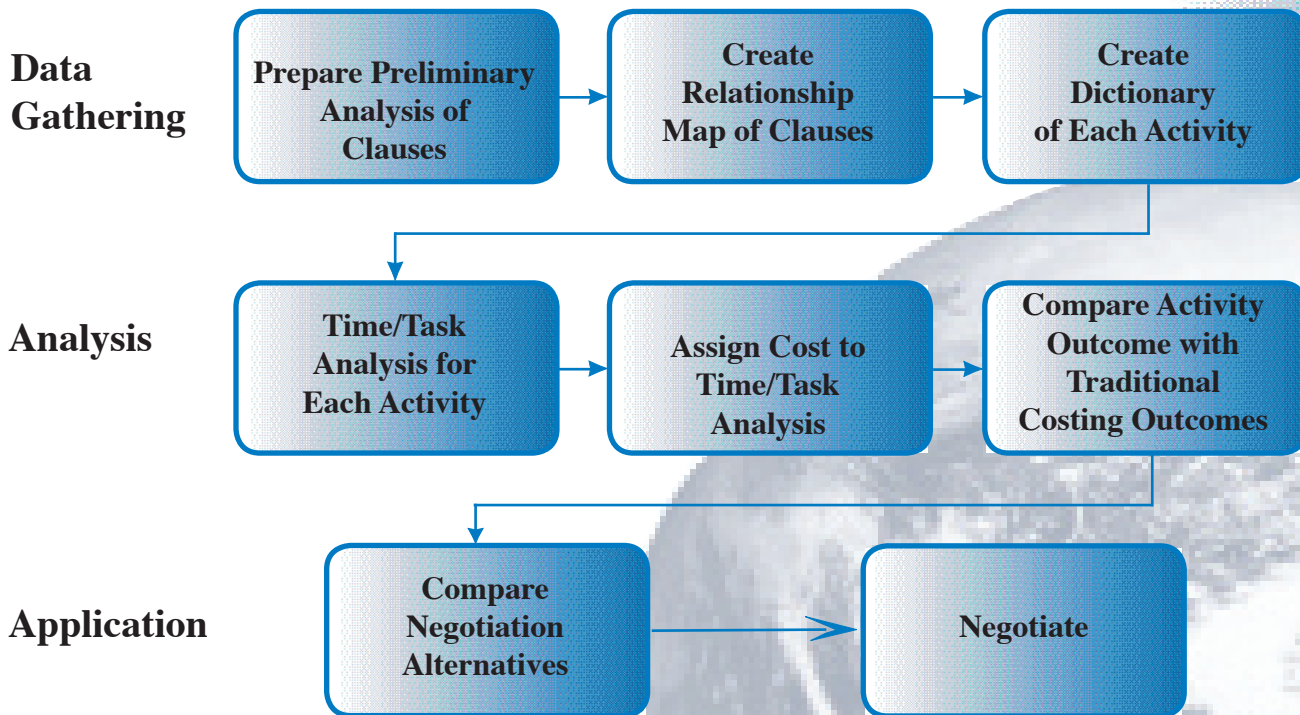 Data
Gathering
Prepare Preliminary
Analysis of
Clauses
Create
Relationship
Map of Clauses
Create
Dictionary
of Each Activity
Analysis
Time/Task
Analysis for
Each Activity
Assign Cost to
Time/Task
Analysis
Compare Activity
Outcome with
Traditional
Costing Outcomes
Application
Compare
Negotiation
Alternatives
Negotiate